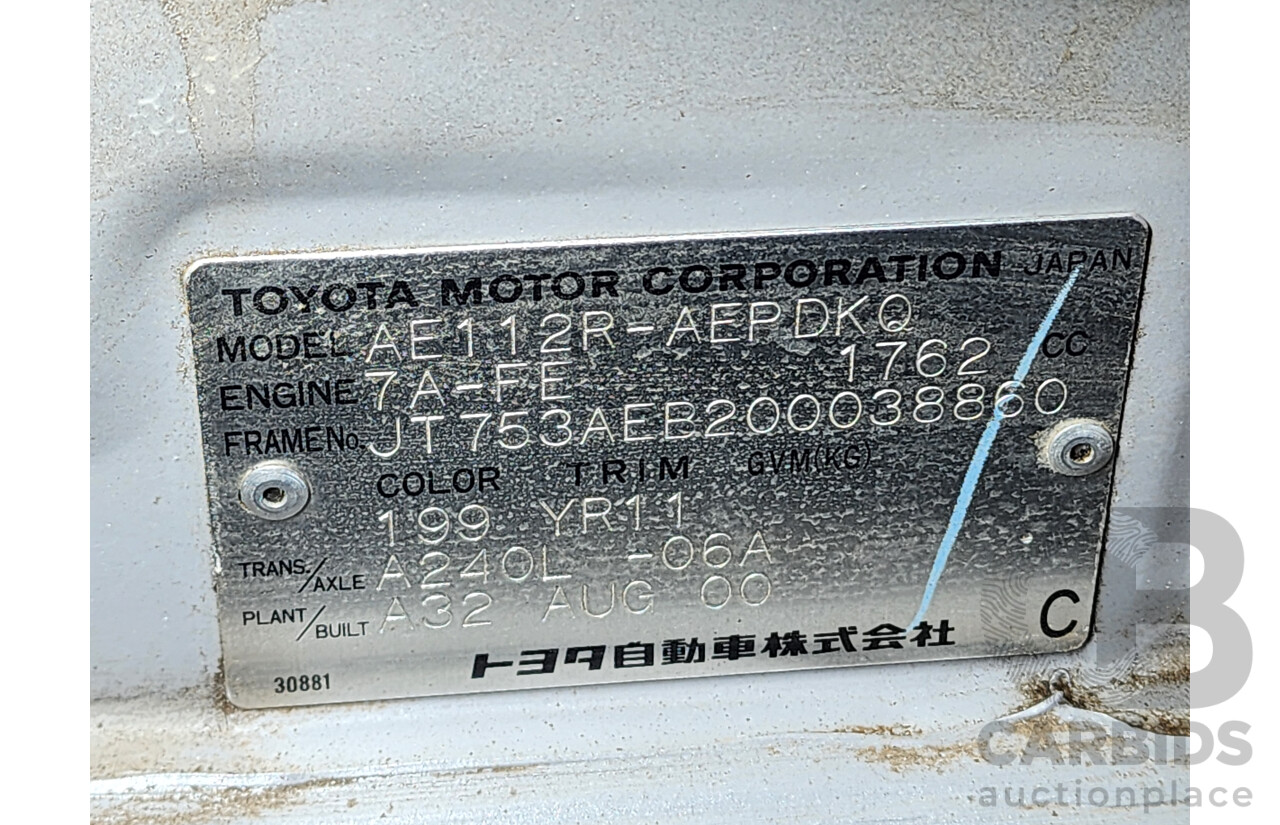 TOYOTA MOTOR CORPORATION JAPAN
MODEL AE112R-AEPDKQ
ENGINE 7A-FE 1762 CC
FRAME No. JT753AEB200038860
COLOR TRIM GVM(KG)
199 YR11
TRANS./AXLE A240L -06A
PLANT/BUILT A32 AUG 00
トヨタ自動車株式会社 C
30881
B
CARBIDS
auctionplace